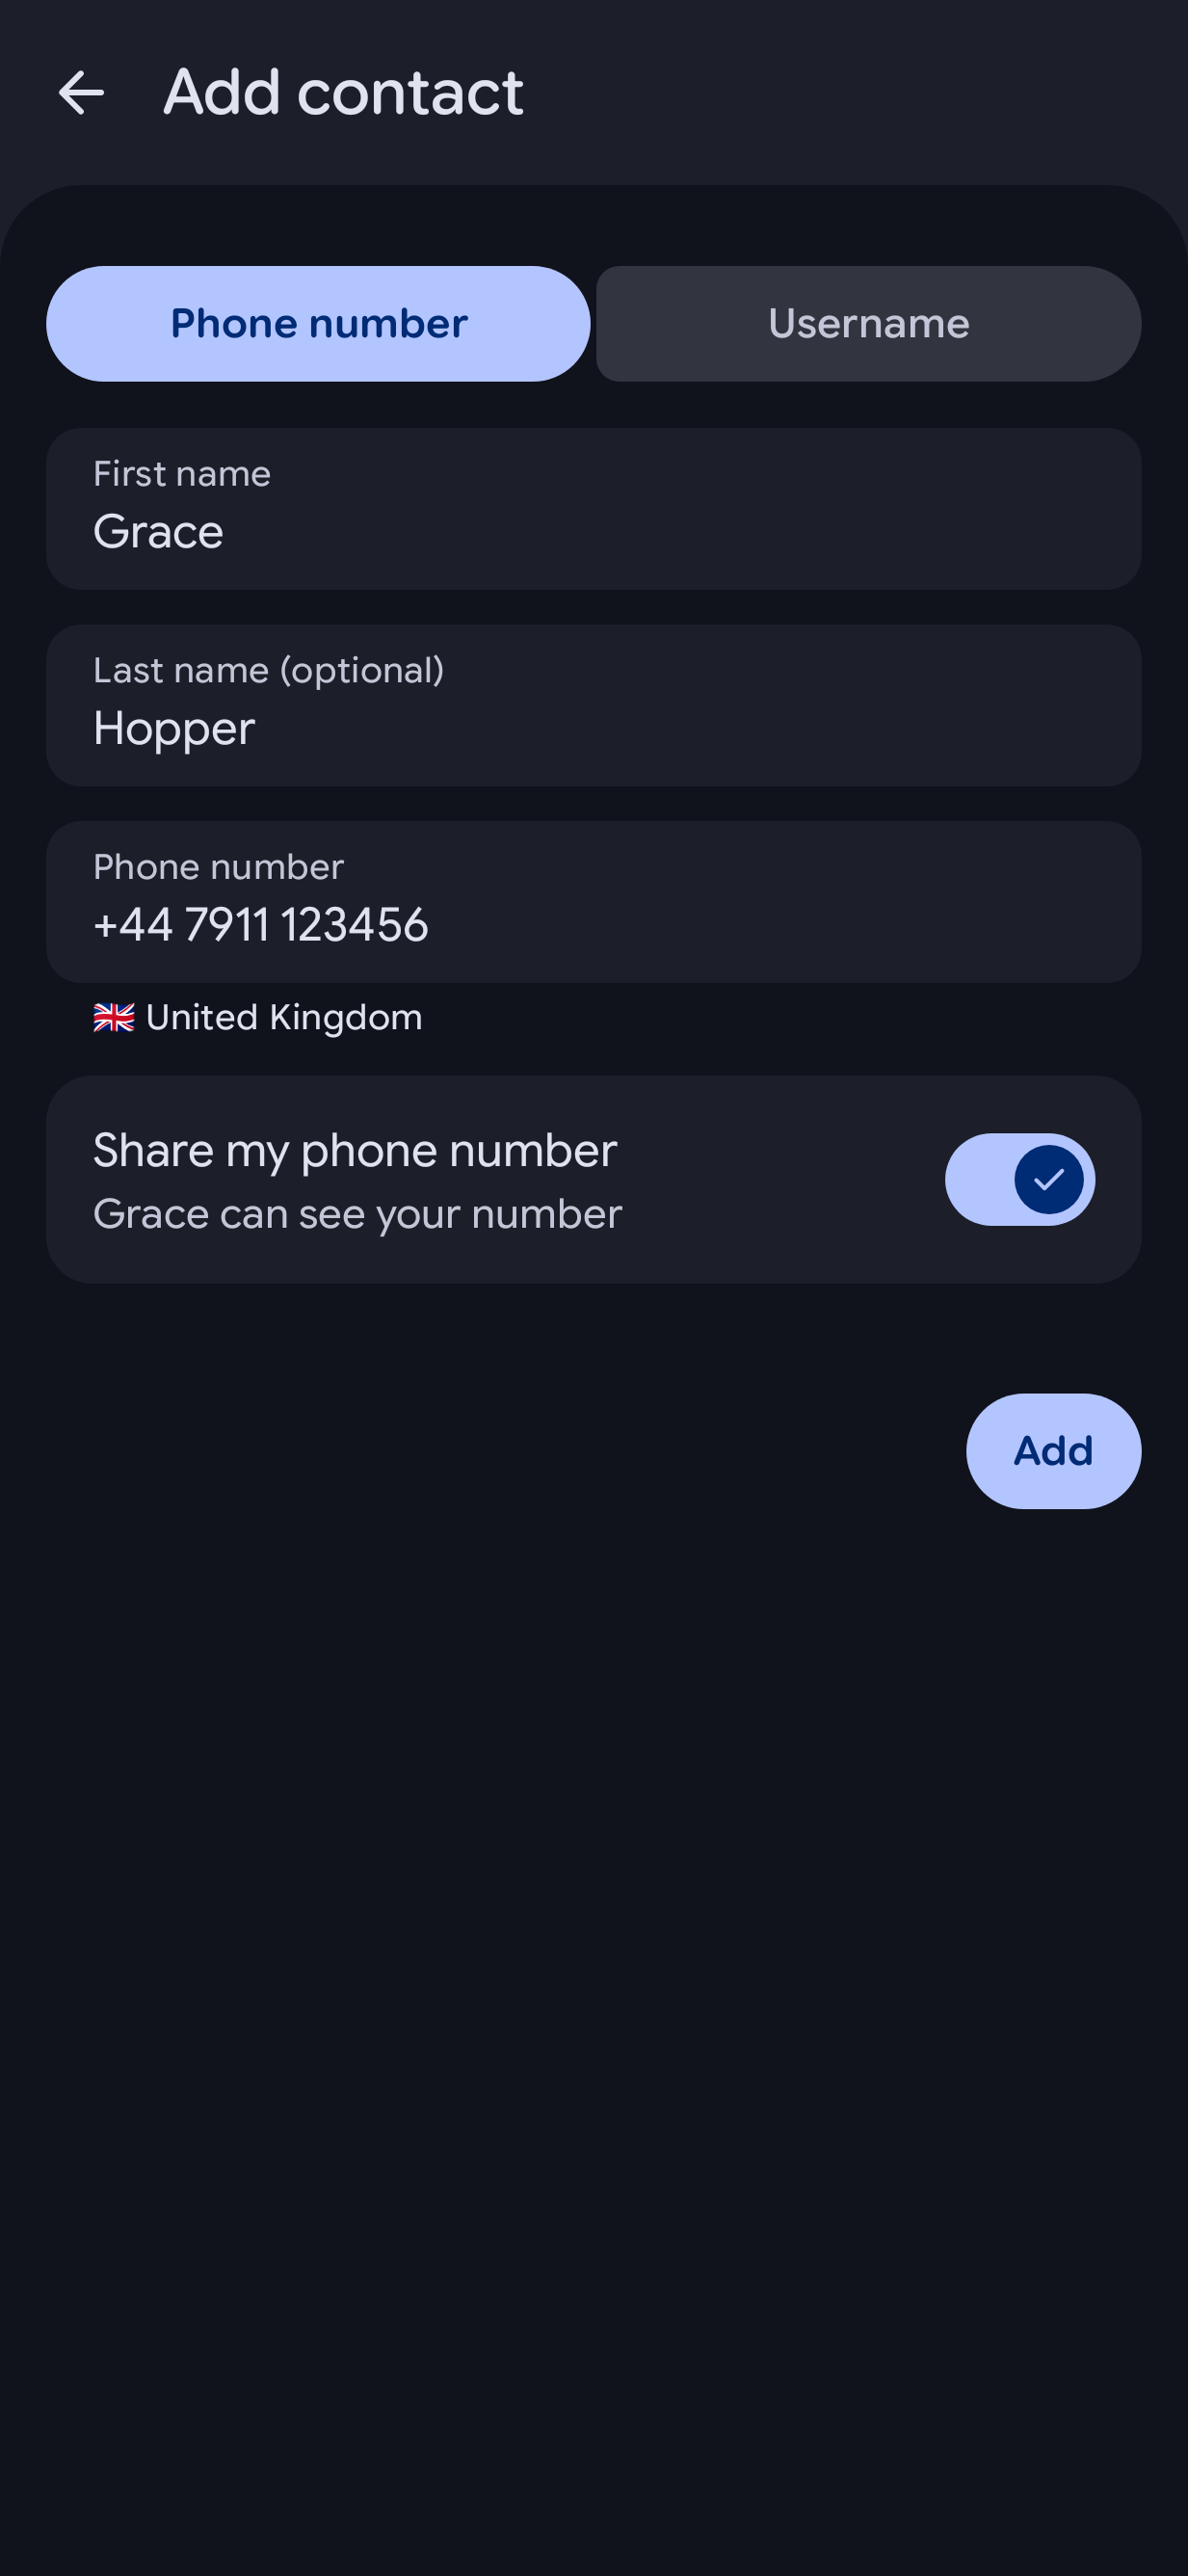 Add contact
Phone number
Username
First name
Grace
Last name (optional)
Hopper
Phone number
+44 7911 123456
🇬🇧 United Kingdom
Share my phone number
Grace can see your number
Add